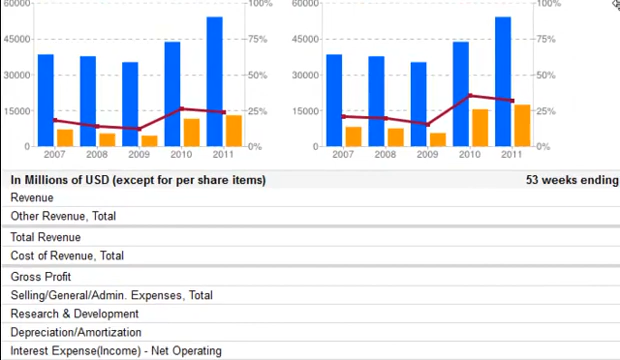 60000 100% 60000 100%
45000 75% 45000 75%
30000 50% 30000 50%
15000 25% 15000 25%
0 0% 0 0%
2007 2008 2009 2010 2011 2007 2008 2009 2010 2011
In Millions of USD (except for per share items) 53 weeks ending
Revenue
Other Revenue, Total
Total Revenue
Cost of Revenue, Total
Gross Profit
Selling/General/Admin. Expenses, Total
Research & Development
Depreciation/Amortization
Interest Expense(Income) - Net Operating